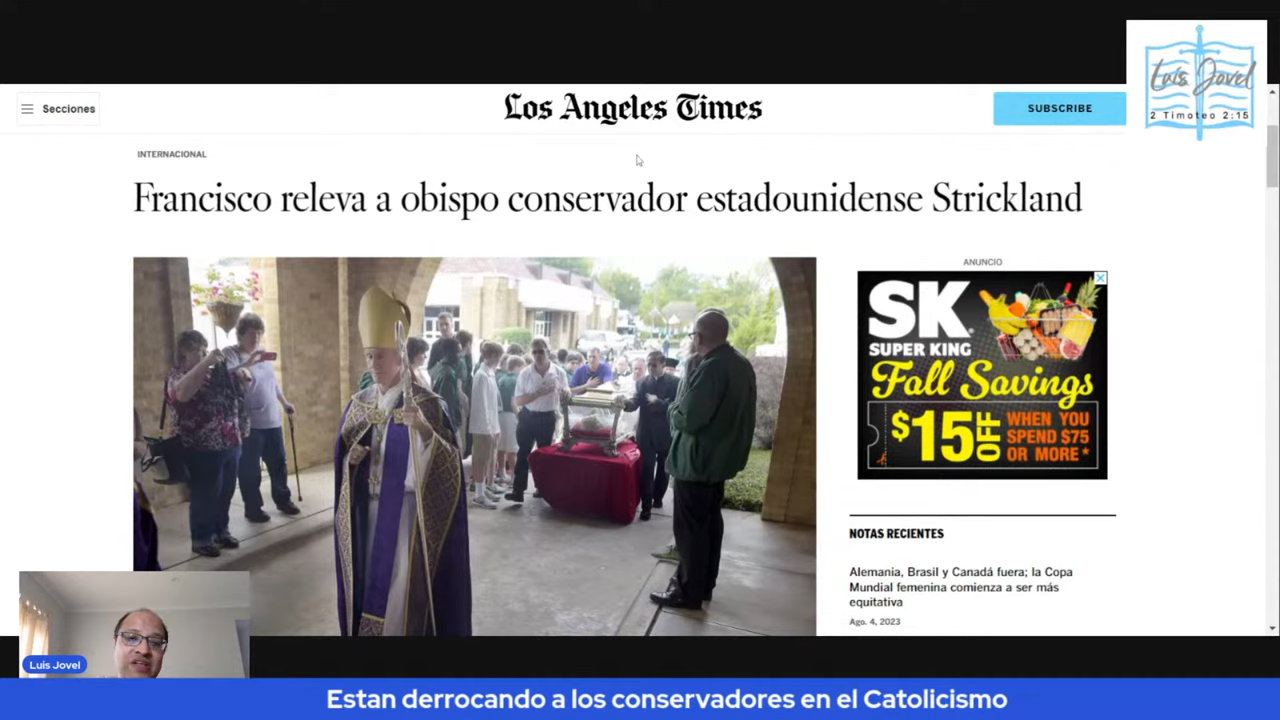 Luis Jovel
2 Timoteo 2:15
Secciones
Los Angeles Times
SUBSCRIBE
INTERNACIONAL
Francisco releva a obispo conservador estadounidense Strickland
ANUNCIO
SK
SUPER KING
Fall Savings
$15 OFF
WHEN YOU
SPEND $75
OR MORE*
NOTAS RECIENTES
Alemania, Brasil y Canadá fuera; la Copa
Mundial femenina comienza a ser más
equitativa
Ago. 4, 2023
Luis Jovel
Estan derrocando a los conservadores en el Catolicismo